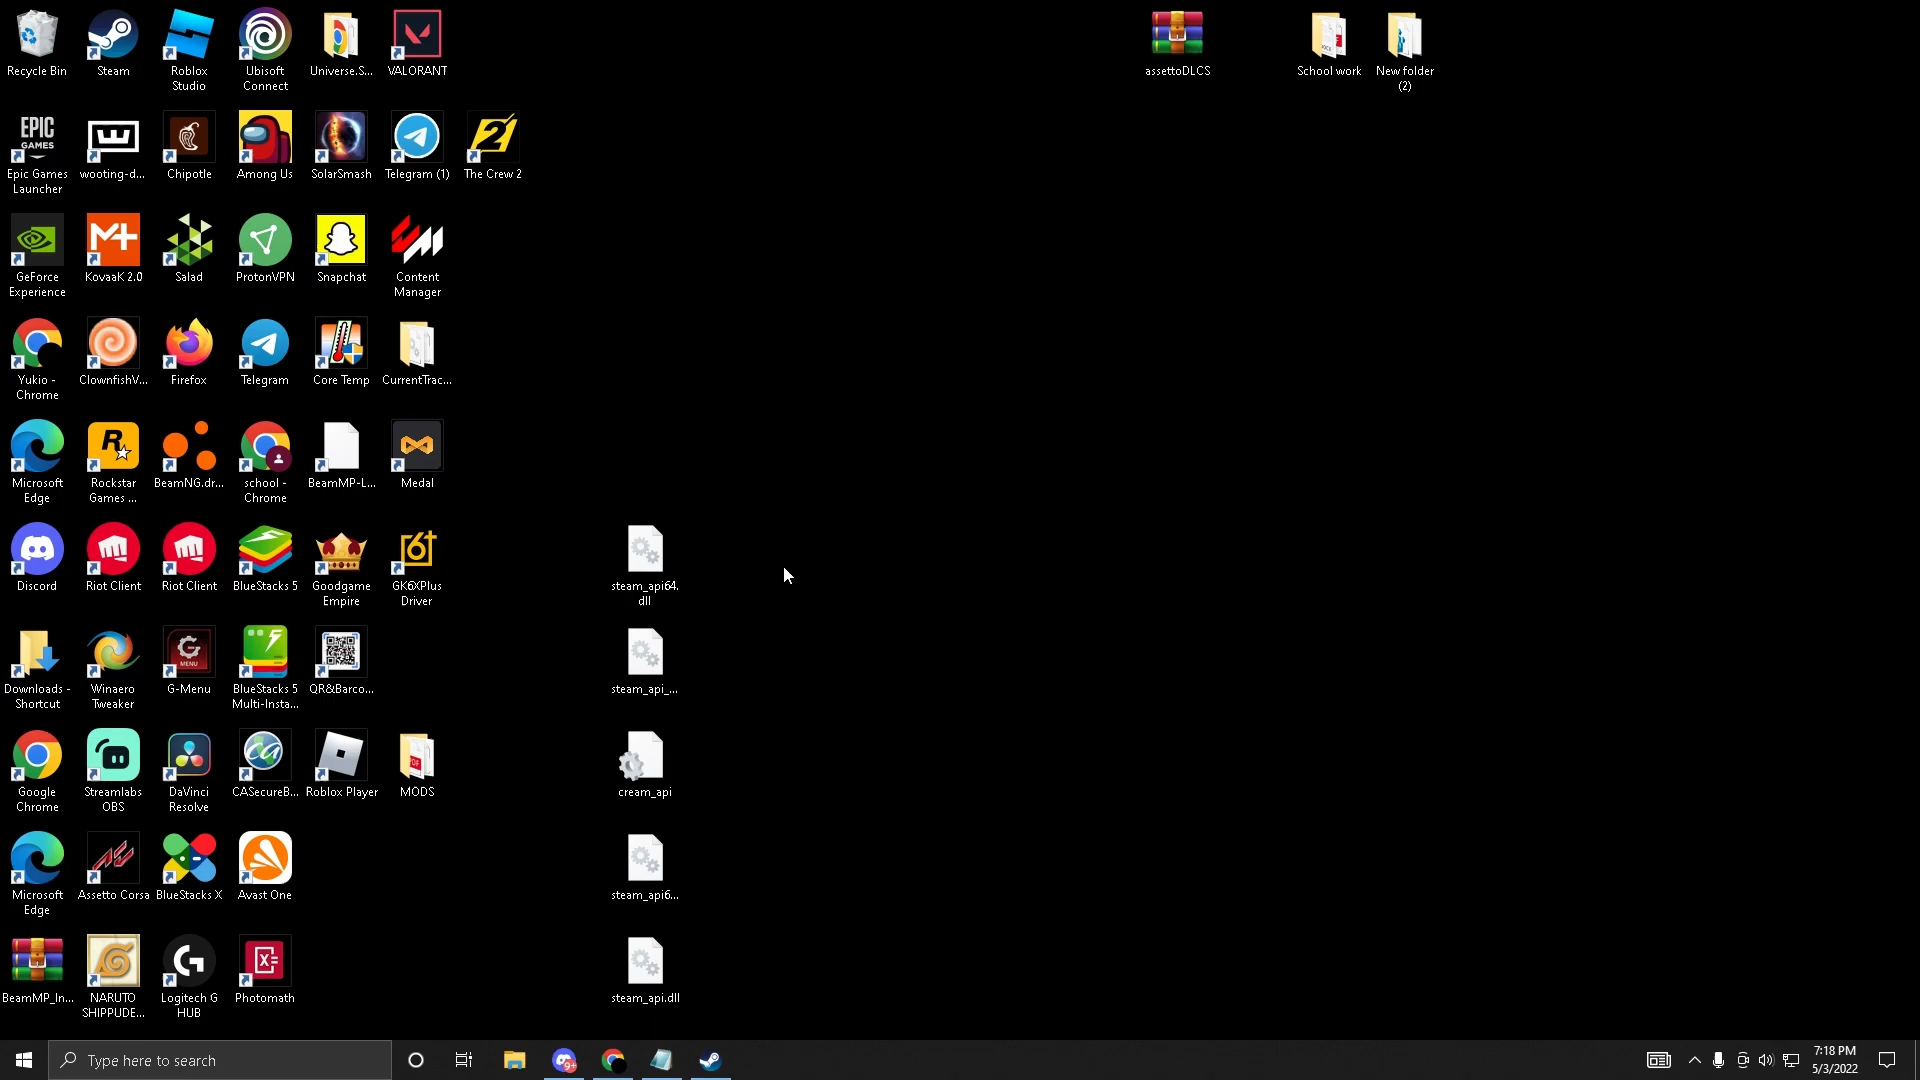 Recycle Bin
Steam
Roblox
Studio
Ubisoft
Connect
Universe.S...
VALORANT
assettoDLCS
School work
New folder
(2)
EPIC
GAMES
Epic Games
Launcher
wooting-d...
Chipotle
Among Us
SolarSmash
Telegram (1)
2
The Crew 2
GeForce
Experience
KovaaK 2.0
Salad
ProtonVPN
Snapchat
Content
Manager
Yukio -
Chrome
ClownfishV...
Firefox
Telegram
Core Temp
CurrentTrac...
Microsoft
Edge
Rockstar
Games ...
BeamNG.dr...
school -
Chrome
BeamMP-L...
Medal
Discord
Riot Client
Riot Client
BlueStacks 5
Goodgame
Empire
GK6XPlus
Driver
steam_api64.
dll
Downloads -
Shortcut
Winaero
Tweaker
MENU
G-Menu
BlueStacks 5
Multi-Insta...
QR&Barco...
steam_api_...
Google
Chrome
Streamlabs
OBS
DaVinci
Resolve
CASecureB...
Roblox Player
PDF
MODS
cream_api
Microsoft
Edge
Assetto Corsa
BlueStacks X
Avast One
steam_api6...
BeamMP_In...
NARUTO
SHIPPUDE...
Logitech G
HUB
Photomath
steam_api.dll
Type here to search
9+
7:18 PM
5/3/2022